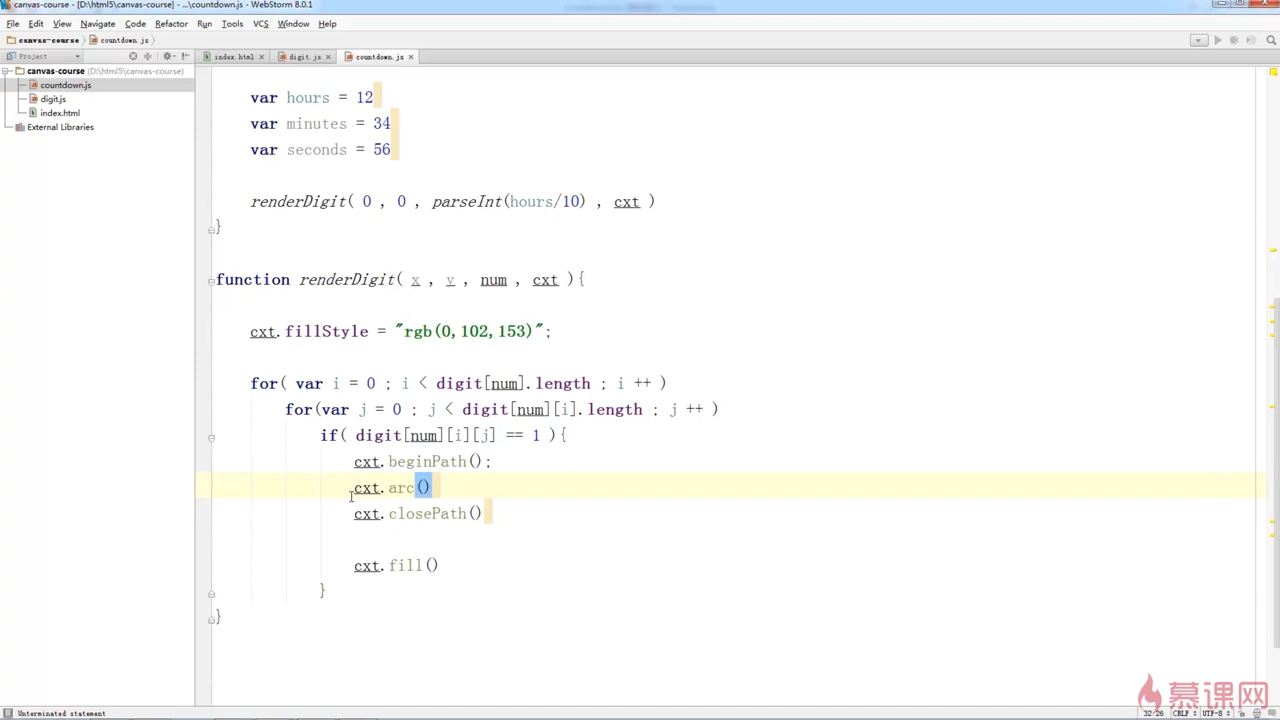 canvas-course - [D:\html5\canvas-course] - ...\countdown.js - WebStorm 8.0.1
File Edit View Navigate Code Refactor Run Tools VCS Window Help
canvas-course countdown.js
Project index.html digit.js countdown.js
canvas-course (D:\html5\canvas-course)
countdown.js
digit.js
index.html
External Libraries
var hours = 12
var minutes = 34
var seconds = 56
renderDigit( 0 , 0 , parseInt(hours/10) , cxt )
}
function renderDigit( x , y , num , cxt ){
cxt.fillStyle = "rgb(0,102,153)";
for( var i = 0 ; i < digit[num].length ; i ++ )
for(var j = 0 ; j < digit[num][i].length ; j ++ )
if( digit[num][i][j] == 1 ){
cxt.beginPath();
cxt.arc()
cxt.closePath()
cxt.fill()
}
}
慕课网
Unterminated statement 32:26 CRLF UTF-8